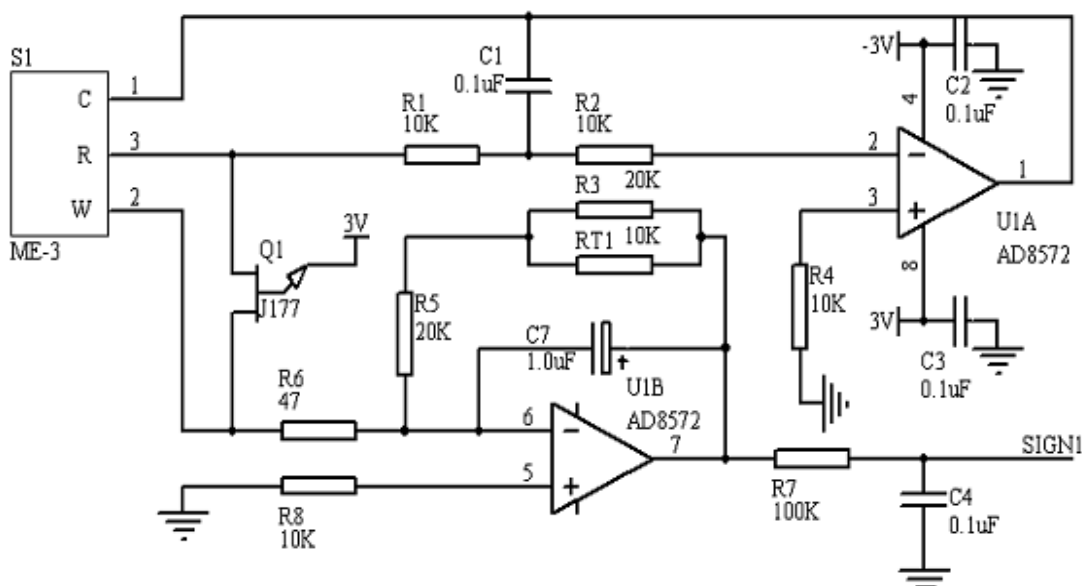 S1
C
R
W
ME-3
1
3
2
C1
0.1uF
R1
10K
R2
10K
-3V
C2
0.1uF
4
2
3
1
8
U1A
AD8572
20K
R3
10K
RT1
3V
Q1
J177
R5
20K
R4
10K
3V
C3
0.1uF
C7
1.0uF
+
U1B
AD8572
R6
47
6
5
7
R8
10K
R7
100K
SIGN1
C4
0.1uF